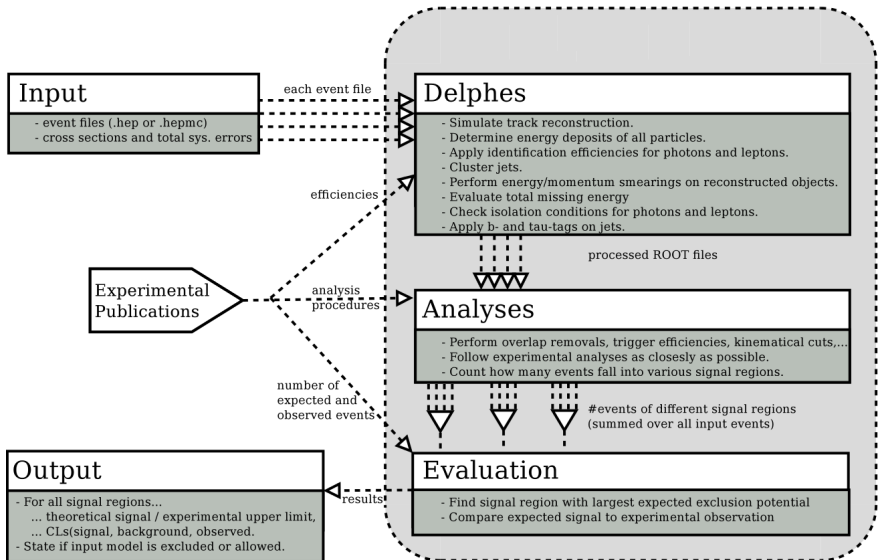 Input
- event files (.hep or .hepmc)
- cross sections and total sys. errors
each event file
Delphes
- Simulate track reconstruction.
- Determine energy deposits of all particles.
- Apply identification efficiencies for photons and leptons.
- Cluster jets.
- Perform energy/momentum smearings on reconstructed objects.
- Evaluate total missing energy
- Check isolation conditions for photons and leptons.
- Apply b- and tau-tags on jets.
efficiencies
processed ROOT files
Experimental
Publications
analysis
procedures
Analyses
- Perform overlap removals, trigger efficiencies, kinematical cuts,...
- Follow experimental analyses as closesly as possible.
- Count how many events fall into various signal regions.
number of
expected and
observed events
#events of different signal regions
(summed over all input events)
Evaluation
- Find signal region with largest expected exclusion potential
- Compare expected signal to experimental observation
results
Output
- For all signal regions...
... theoretical signal / experimental upper limit,
... CLs(signal, background, observed.
- State if input model is excluded or allowed.